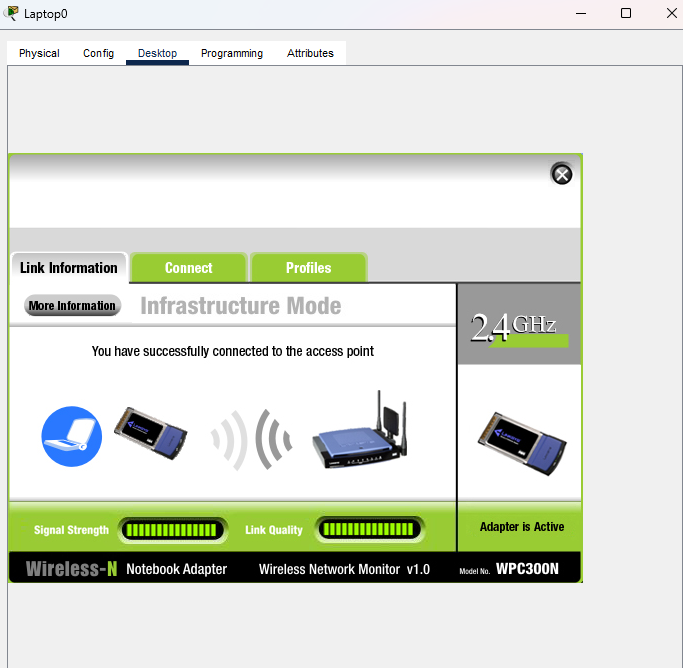 Laptop0
Physical Config Desktop Programming Attributes
Link Information Connect Profiles
More Information Infrastructure Mode
2.4GHz
You have successfully connected to the access point
Signal Strength Link Quality Adapter is Active
Wireless-N Notebook Adapter Wireless Network Monitor v1.0 Model No. WPC300N